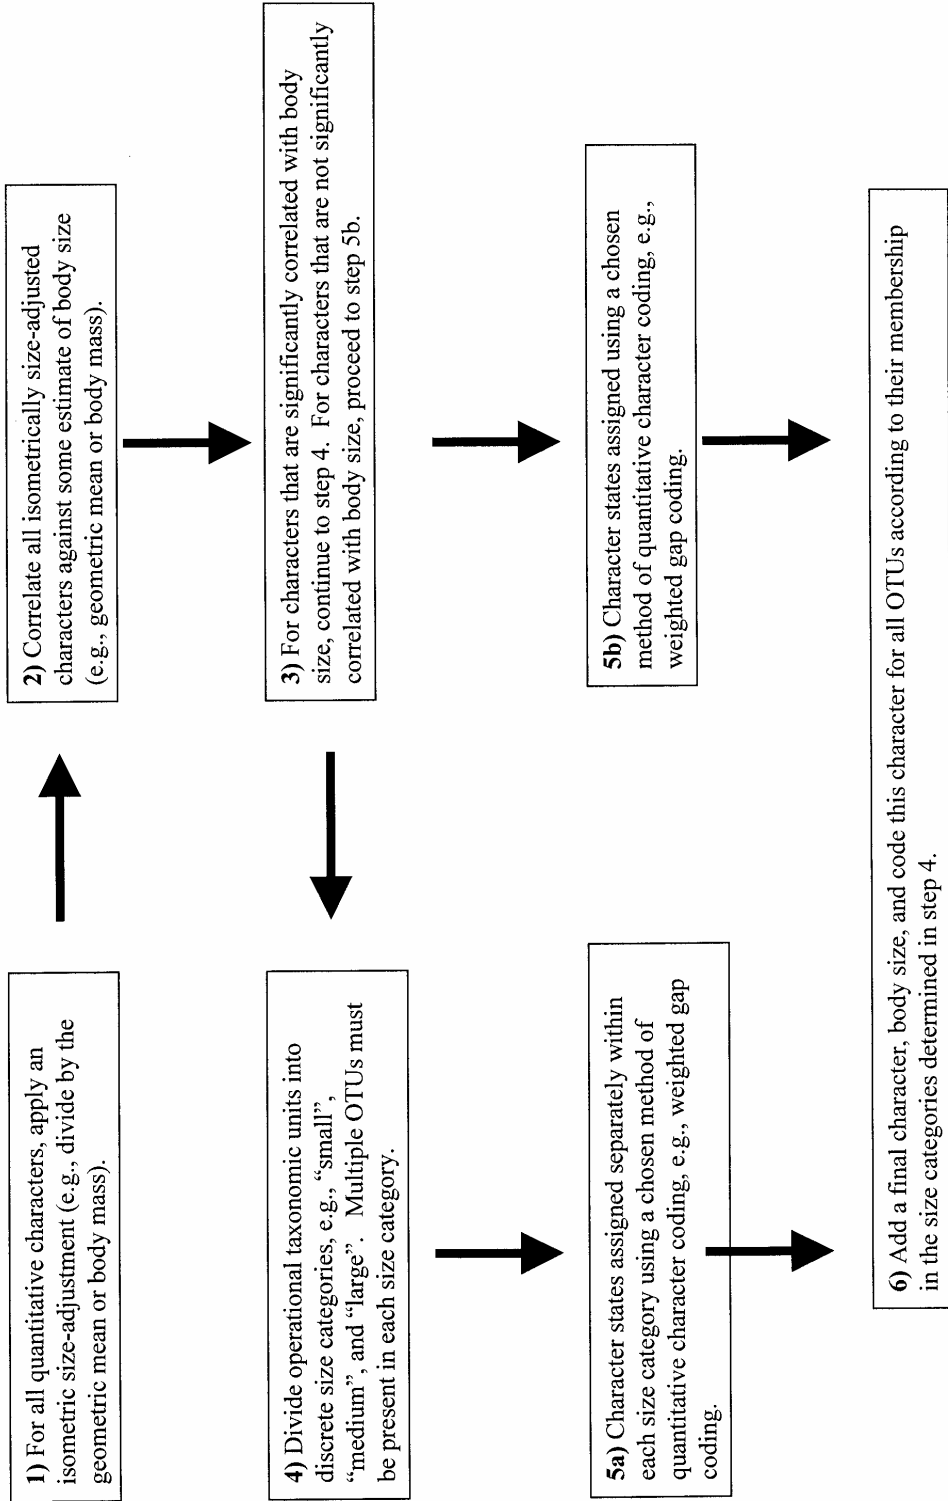 1) For all quantitative characters, apply an
isometric size-adjustment (e.g., divide by the
geometric mean or body mass).
2) Correlate all isometrically size-adjusted
characters against some estimate of body size
(e.g., geometric mean or body mass).
3) For characters that are significantly correlated with body
size, continue to step 4. For characters that are not significantly
correlated with body size, proceed to step 5b.
4) Divide operational taxonomic units into
discrete size categories, e.g., “small”,
“medium”, and “large”. Multiple OTUs must
be present in each size category.
5a) Character states assigned separately within
each size category using a chosen method of
quantitative character coding, e.g., weighted gap
coding.
5b) Character states assigned using a chosen
method of quantitative character coding, e.g.,
weighted gap coding.
6) Add a final character, body size, and code this character for all OTUs according to their membership
in the size categories determined in step 4.